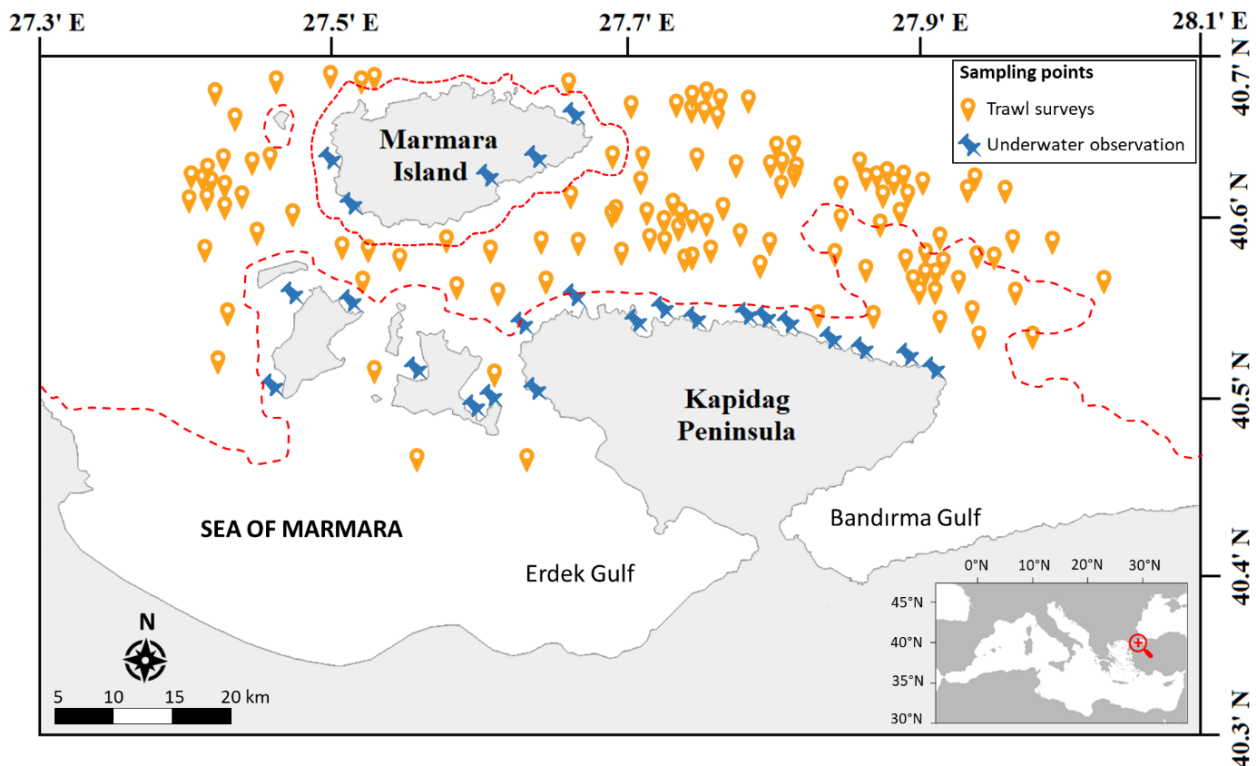 27.3' E 27.5' E 27.7' E 27.9' E 28.1' E
40.7' N
40.6' N
40.5' N
40.4' N
40.3' N
Sampling points
Trawl surveys
Underwater observation
Marmara
Island
Kapidag
Peninsula
SEA OF MARMARA
Bandırma Gulf
Erdek Gulf
N
5 10 15 20 km
0°N 10°N 20°N 30°N
45°N
40°N
35°N
30°N